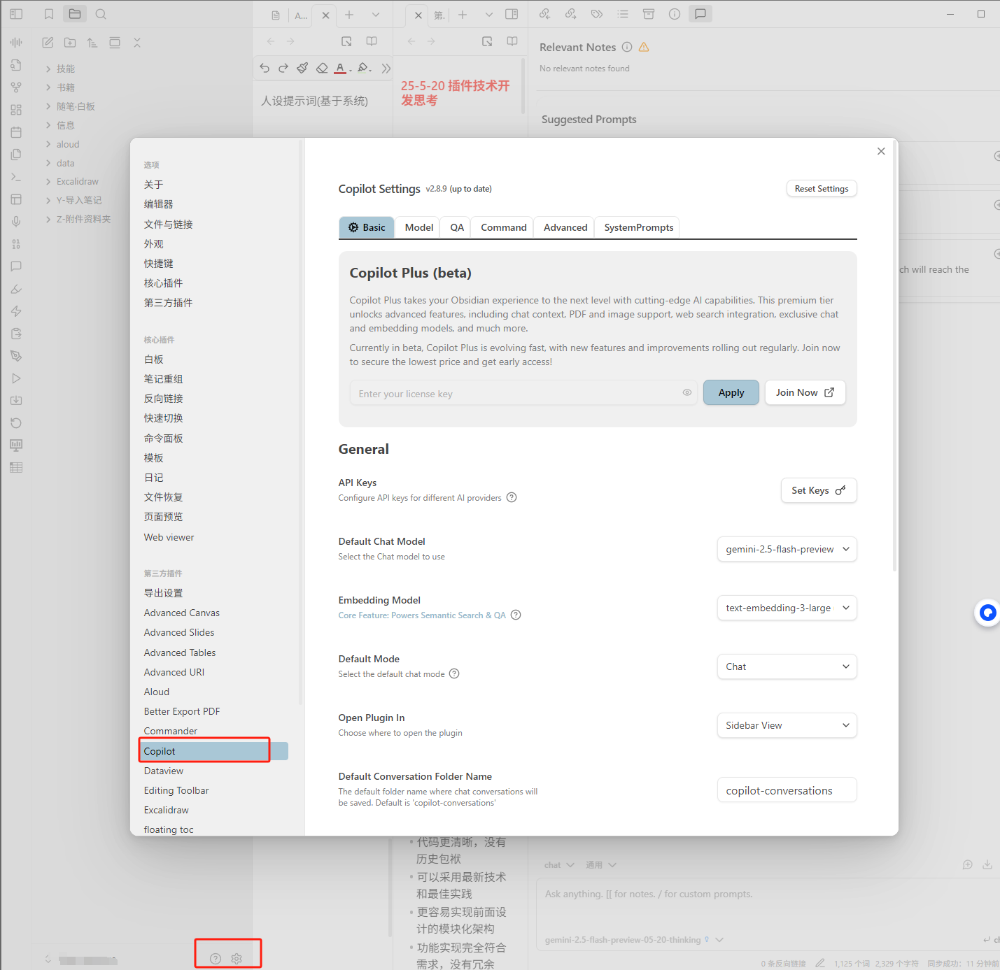 A...
第.
技能
书籍
随笔·白板
信息
aloud
data
Excalidraw
Y-导入笔记
Z-附件资料夹
人设提示词(基于系统)
25-5-20 插件技术开
发思考
Relevant Notes
No relevant notes found
Suggested Prompts
ch will reach the
选项
关于
编辑器
文件与链接
外观
快捷键
核心插件
第三方插件
核心插件
白板
笔记重组
反向链接
快速切换
命令面板
模板
日记
文件恢复
页面预览
Web viewer
第三方插件
导出设置
Advanced Canvas
Advanced Slides
Advanced Tables
Advanced URI
Aloud
Better Export PDF
Commander
Copilot
Dataview
Editing Toolbar
Excalidraw
floating toc
Copilot Settings v2.8.9 (up to date)
Reset Settings
Basic Model QA Command Advanced SystemPrompts
Copilot Plus (beta)
Copilot Plus takes your Obsidian experience to the next level with cutting-edge AI capabilities. This premium tier
unlocks advanced features, including chat context, PDF and image support, web search integration, exclusive chat
and embedding models, and much more.
Currently in beta, Copilot Plus is evolving fast, with new features and improvements rolling out regularly. Join now
to secure the lowest price and get early access!
Enter your license key
Apply
Join Now
General
API Keys
Configure API keys for different AI providers
Set Keys
Default Chat Model
Select the Chat model to use
gemini-2.5-flash-preview
Embedding Model
Core Feature: Powers Semantic Search & QA
text-embedding-3-large
Default Mode
Select the default chat mode
Chat
Open Plugin In
Choose where to open the plugin
Sidebar View
Default Conversation Folder Name
The default folder name where chat conversations will
be saved. Default is 'copilot-conversations'
copilot-conversations
• 代码更清晰，没有
历史包袱
• 可以采用最新技术
和最佳实践
• 更容易实现前面设
计的模块化架构
• 功能实现完全符合
需求，没有冗余
chat 通用
Ask anything. [[ for notes. / for custom prompts.
gemini-2.5-flash-preview-05-20-thinking
ch
0 条反向链接 1,125 个词 2,329 个字符 同步成功：11 分钟前